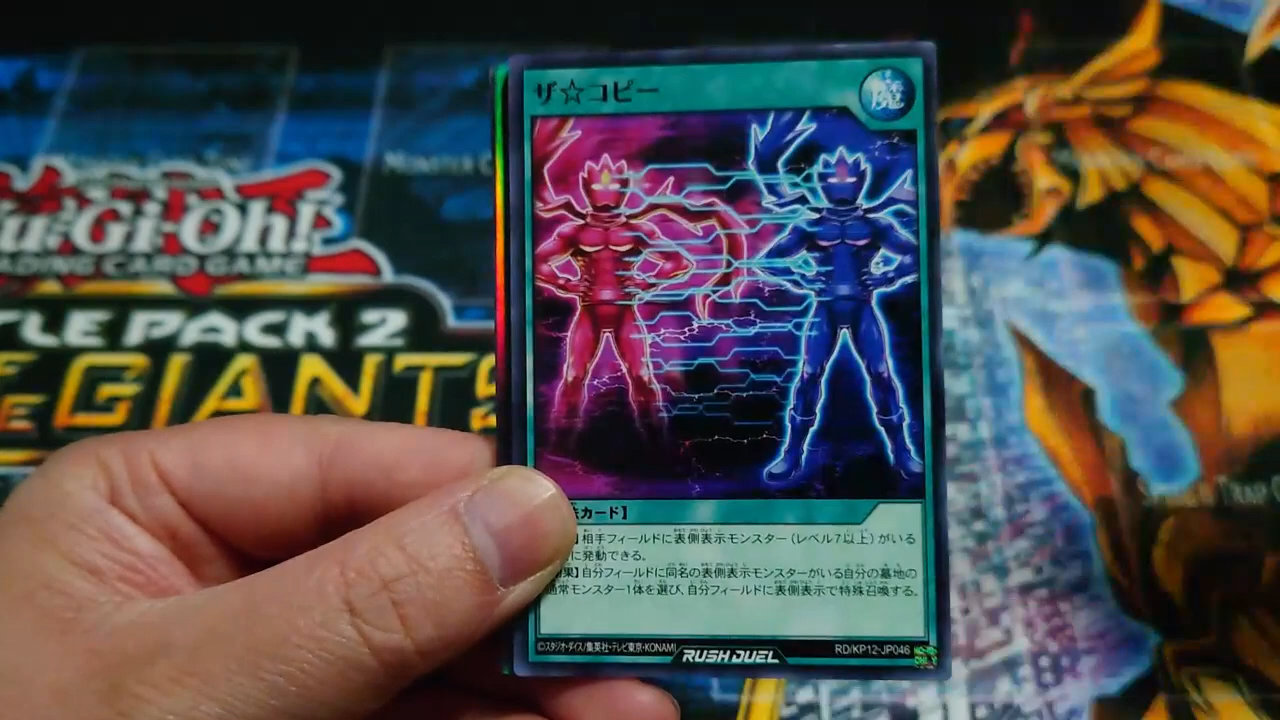 ザ☆コピー
魔
Yu-Gi-Oh!
TRADING CARD GAME
TLE PACK 2
GIANTS
カード】
相手フィールドに表側表示モンスター（レベル7以上）がいる
に発動できる。
果】自分フィールドに同名の表側表示モンスターがいる自分の墓地の
通常モンスター1体を選び、自分フィールドに表側表示で特殊召喚する。
©スタジオ・ダイス/集英社・テレビ東京・KONAMI
RUSH DUEL
RD/KP12-JP046